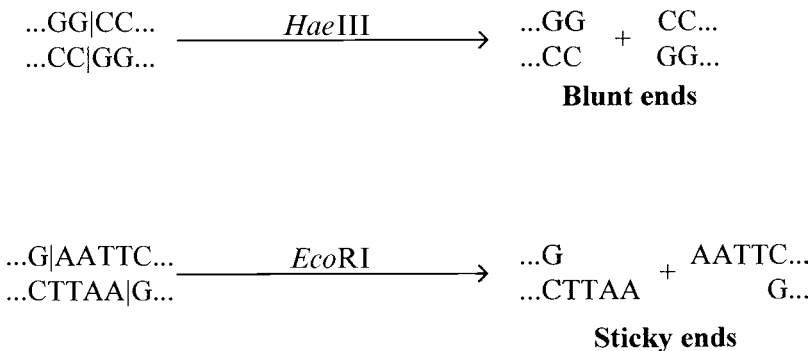 ...GG|CC... HaeIII ...GG + CC...
...CC|GG... ...CC GG...
Blunt ends
...G|AATTC... EcoRI ...G + AATTC...
...CTTAA|G... ...CTTAA G...
Sticky ends